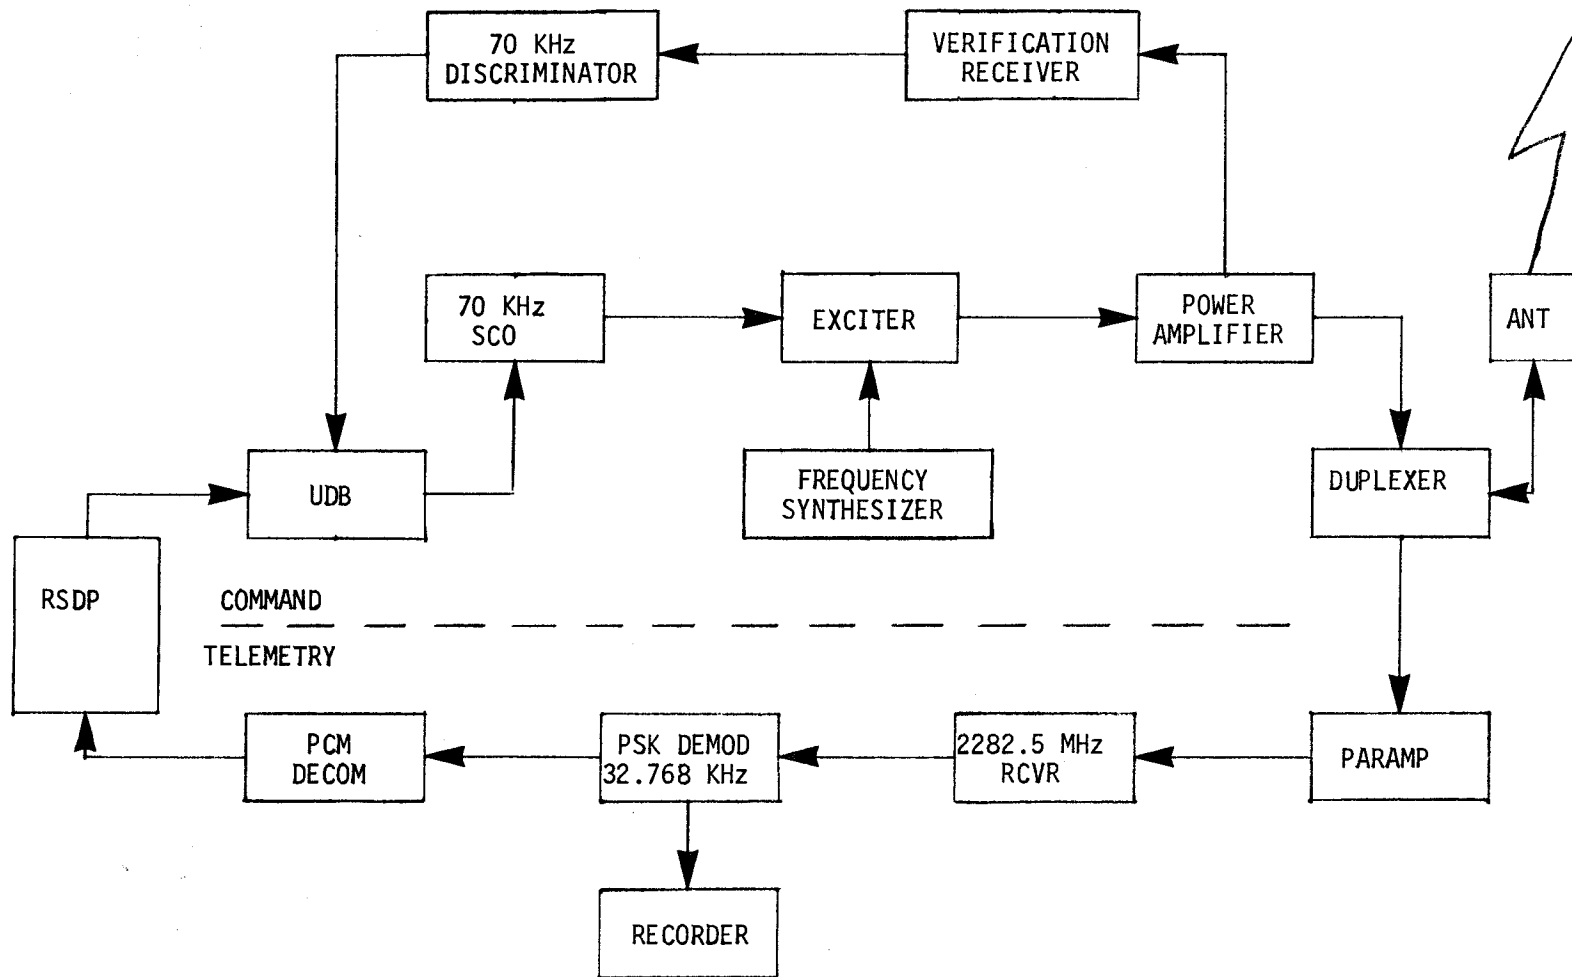 70 KHz
DISCRIMINATOR
VERIFICATION
RECEIVER
70 KHz
SCO
EXCITER
POWER
AMPLIFIER
ANT
UDB
FREQUENCY
SYNTHESIZER
DUPLEXER
RSDP
COMMAND
TELEMETRY
PCM
DECOM
PSK DEMOD
32.768 KHz
2282.5 MHz
RCVR
PARAMP
RECORDER